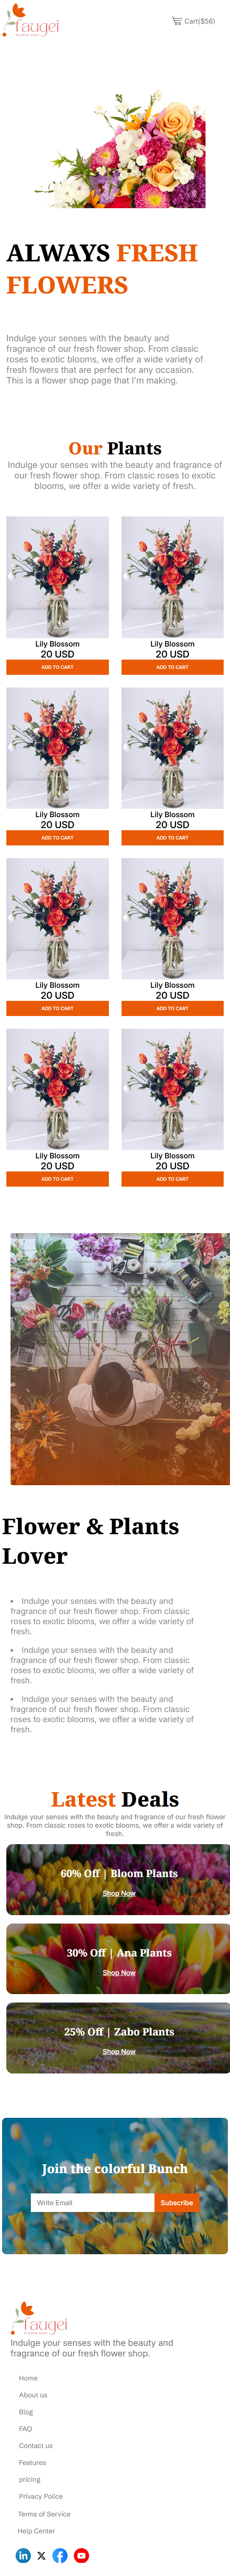 faugei
FLOWER SHOP
Cart($56)
ALWAYS FRESH
FLOWERS
Indulge your senses with the beauty and
fragrance of our fresh flower shop. From classic
roses to exotic blooms, we offer a wide variety of
fresh flowers that are perfect for any occasion.
This is a flower shop page that I'm making.
Our Plants
Indulge your senses with the beauty and fragrance of
our fresh flower shop. From classic roses to exotic
blooms, we offer a wide variety of fresh.
Lily Blossom
20 USD
ADD TO CART
Lily Blossom
20 USD
ADD TO CART
Lily Blossom
20 USD
ADD TO CART
Lily Blossom
20 USD
ADD TO CART
Lily Blossom
20 USD
ADD TO CART
Lily Blossom
20 USD
ADD TO CART
Lily Blossom
20 USD
ADD TO CART
Lily Blossom
20 USD
ADD TO CART
Flower & Plants
Lover
• Indulge your senses with the beauty and
fragrance of our fresh flower shop. From classic
roses to exotic blooms, we offer a wide variety of
fresh.
• Indulge your senses with the beauty and
fragrance of our fresh flower shop. From classic
roses to exotic blooms, we offer a wide variety of
fresh.
• Indulge your senses with the beauty and
fragrance of our fresh flower shop. From classic
roses to exotic blooms, we offer a wide variety of
fresh.
Latest Deals
Indulge your senses with the beauty and fragrance of our fresh flower
shop. From classic roses to exotic blooms, we offer a wide variety of
fresh.
60% Off | Bloom Plants
Shop Now
30% Off | Ana Plants
Shop Now
25% Off | Zabo Plants
Shop Now
Join the colorful Bunch
Write Email
Subscribe
faugei
FLOWER SHOP
Indulge your senses with the beauty and
fragrance of our fresh flower shop.
Home
About us
Blog
FAQ
Contact us
Features
pricing
Privacy Police
Terms of Service
Help Center